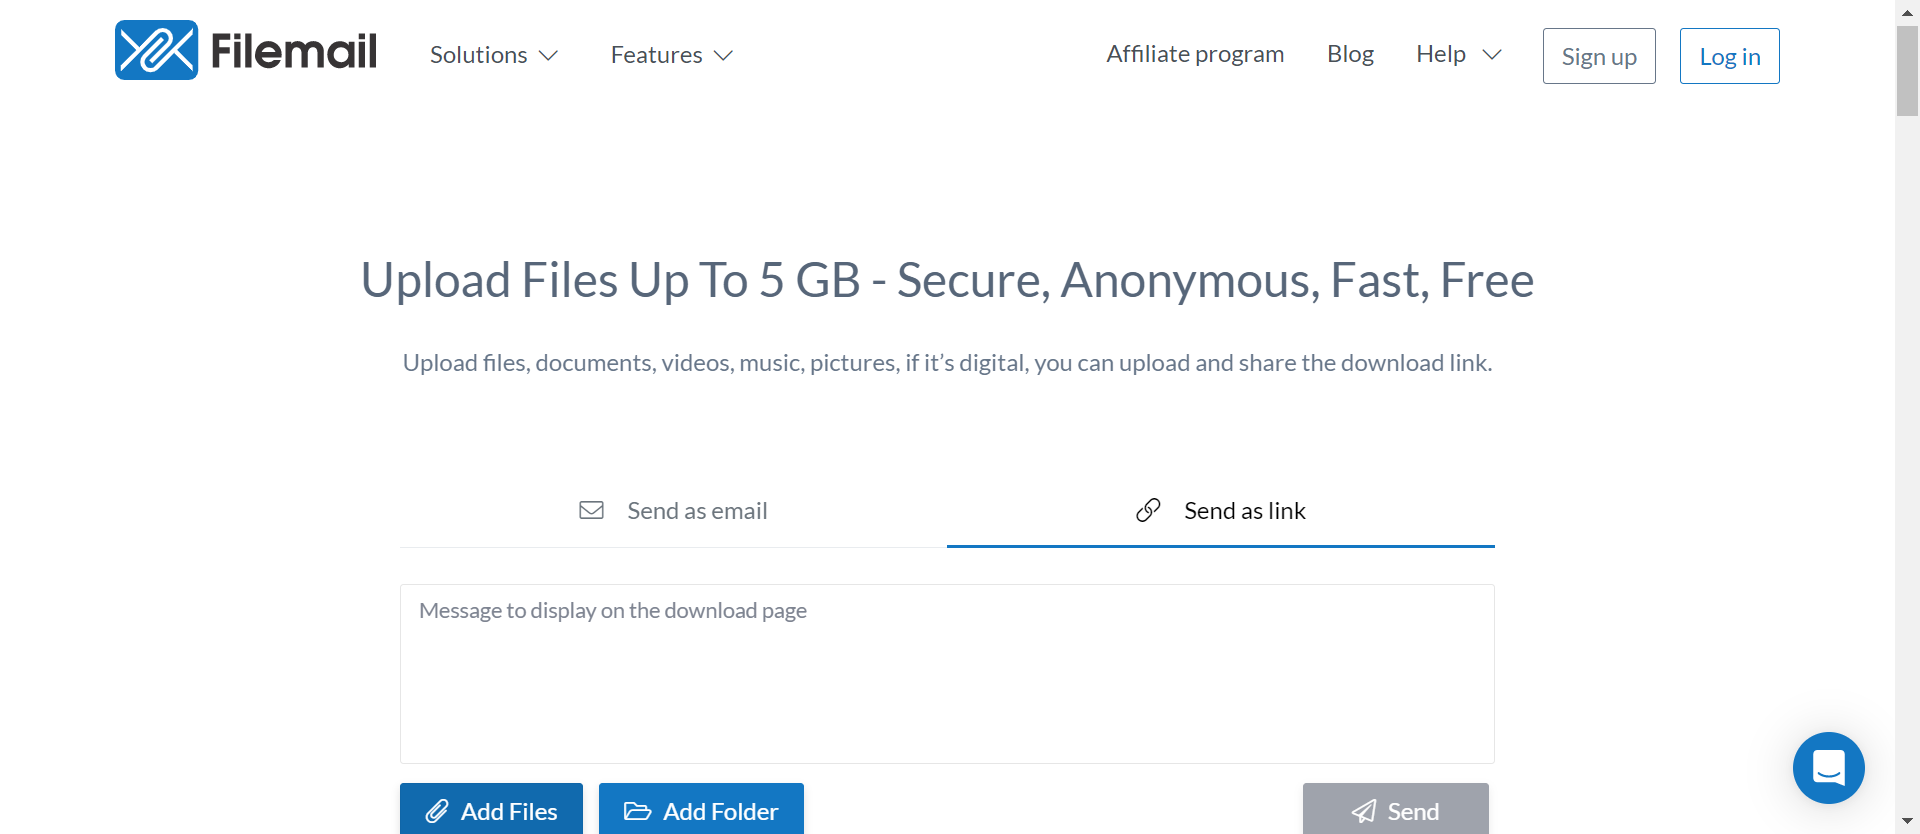 Filemail Solutions Features Affiliate program Blog Help Sign up Log in
Upload Files Up To 5 GB - Secure, Anonymous, Fast, Free
Upload files, documents, videos, music, pictures, if it’s digital, you can upload and share the download link.
Send as email Send as link
Message to display on the download page
Add Files Add Folder Send